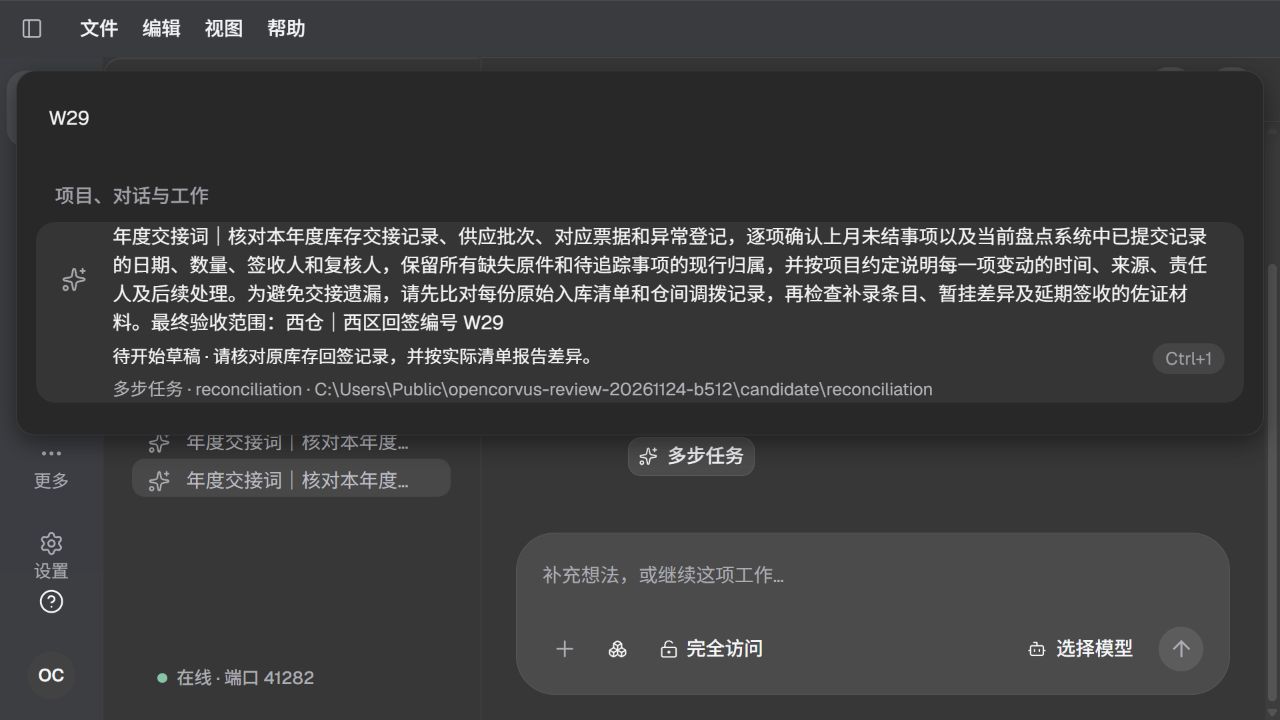 文件 编辑 视图 帮助
W29
项目、对话与工作
年度交接词｜核对本年度库存交接记录、供应批次、对应票据和异常登记，逐项确认上月未结事项以及当前盘点系统中已提交记录
的日期、数量、签收人和复核人，保留所有缺失原件和待追踪事项的现行归属，并按项目约定说明每一项变动的时间、来源、责任
人及后续处理。为避免交接遗漏，请先比对每份原始入库清单和仓间调拨记录，再检查补录条目、暂挂差异及延期签收的佐证材
料。最终验收范围：西仓｜西区回签编号 W29
待开始草稿 · 请核对原库存回签记录，并按实际清单报告差异。
Ctrl+1
多步任务 · reconciliation · C:\Users\Public\opencorvus-review-20261124-b512\candidate\reconciliation
年度交接词｜核对本年度...
年度交接词｜核对本年度...
多步任务
更多
设置
OC
在线 · 端口 41282
补充想法，或继续这项工作...
完全访问
选择模型